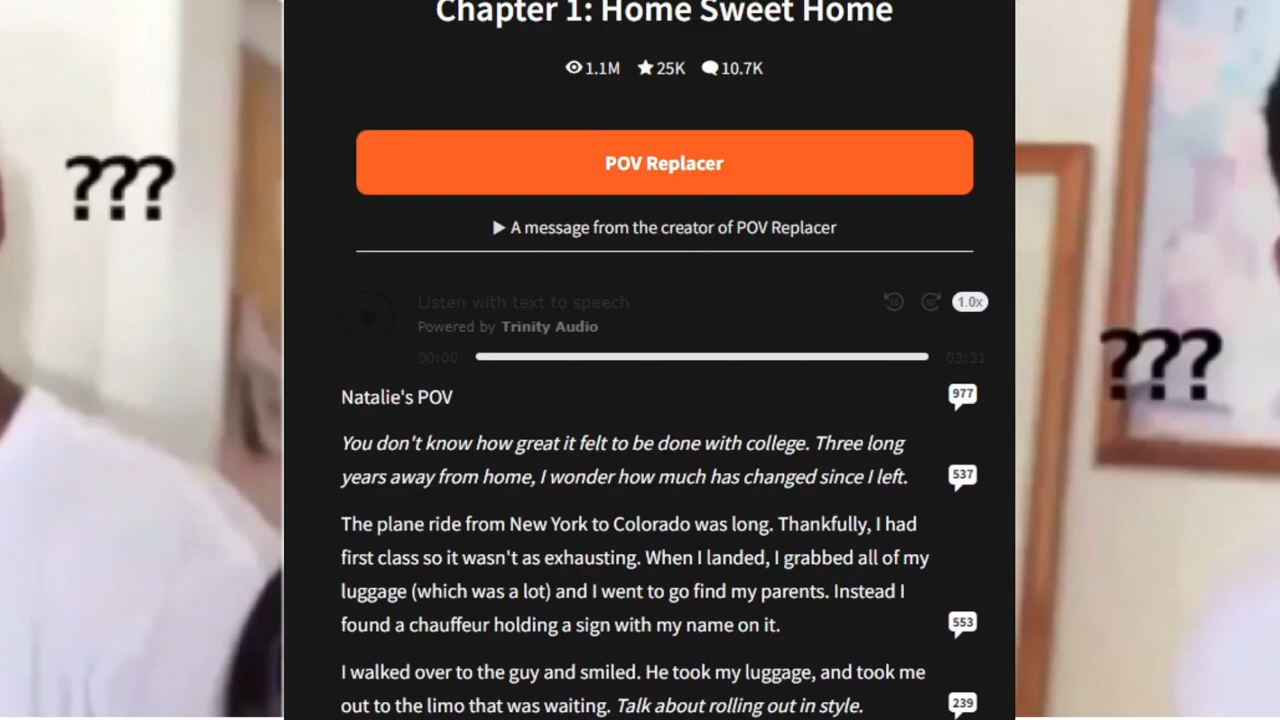 Chapter 1: Home Sweet Home
1.1M 25K 10.7K
POV Replacer
▶ A message from the creator of POV Replacer
Listen with text to speech
10 10 1.0x
Powered by Trinity Audio
00:00 03:31
Natalie's POV 977
You don't know how great it felt to be done with college. Three long
years away from home, I wonder how much has changed since I left. 537
The plane ride from New York to Colorado was long. Thankfully, I had
first class so it wasn't as exhausting. When I landed, I grabbed all of my
luggage (which was a lot) and I went to go find my parents. Instead I
found a chauffeur holding a sign with my name on it. 553
I walked over to the guy and smiled. He took my luggage, and took me
out to the limo that was waiting. Talk about rolling out in style. 239
???
???